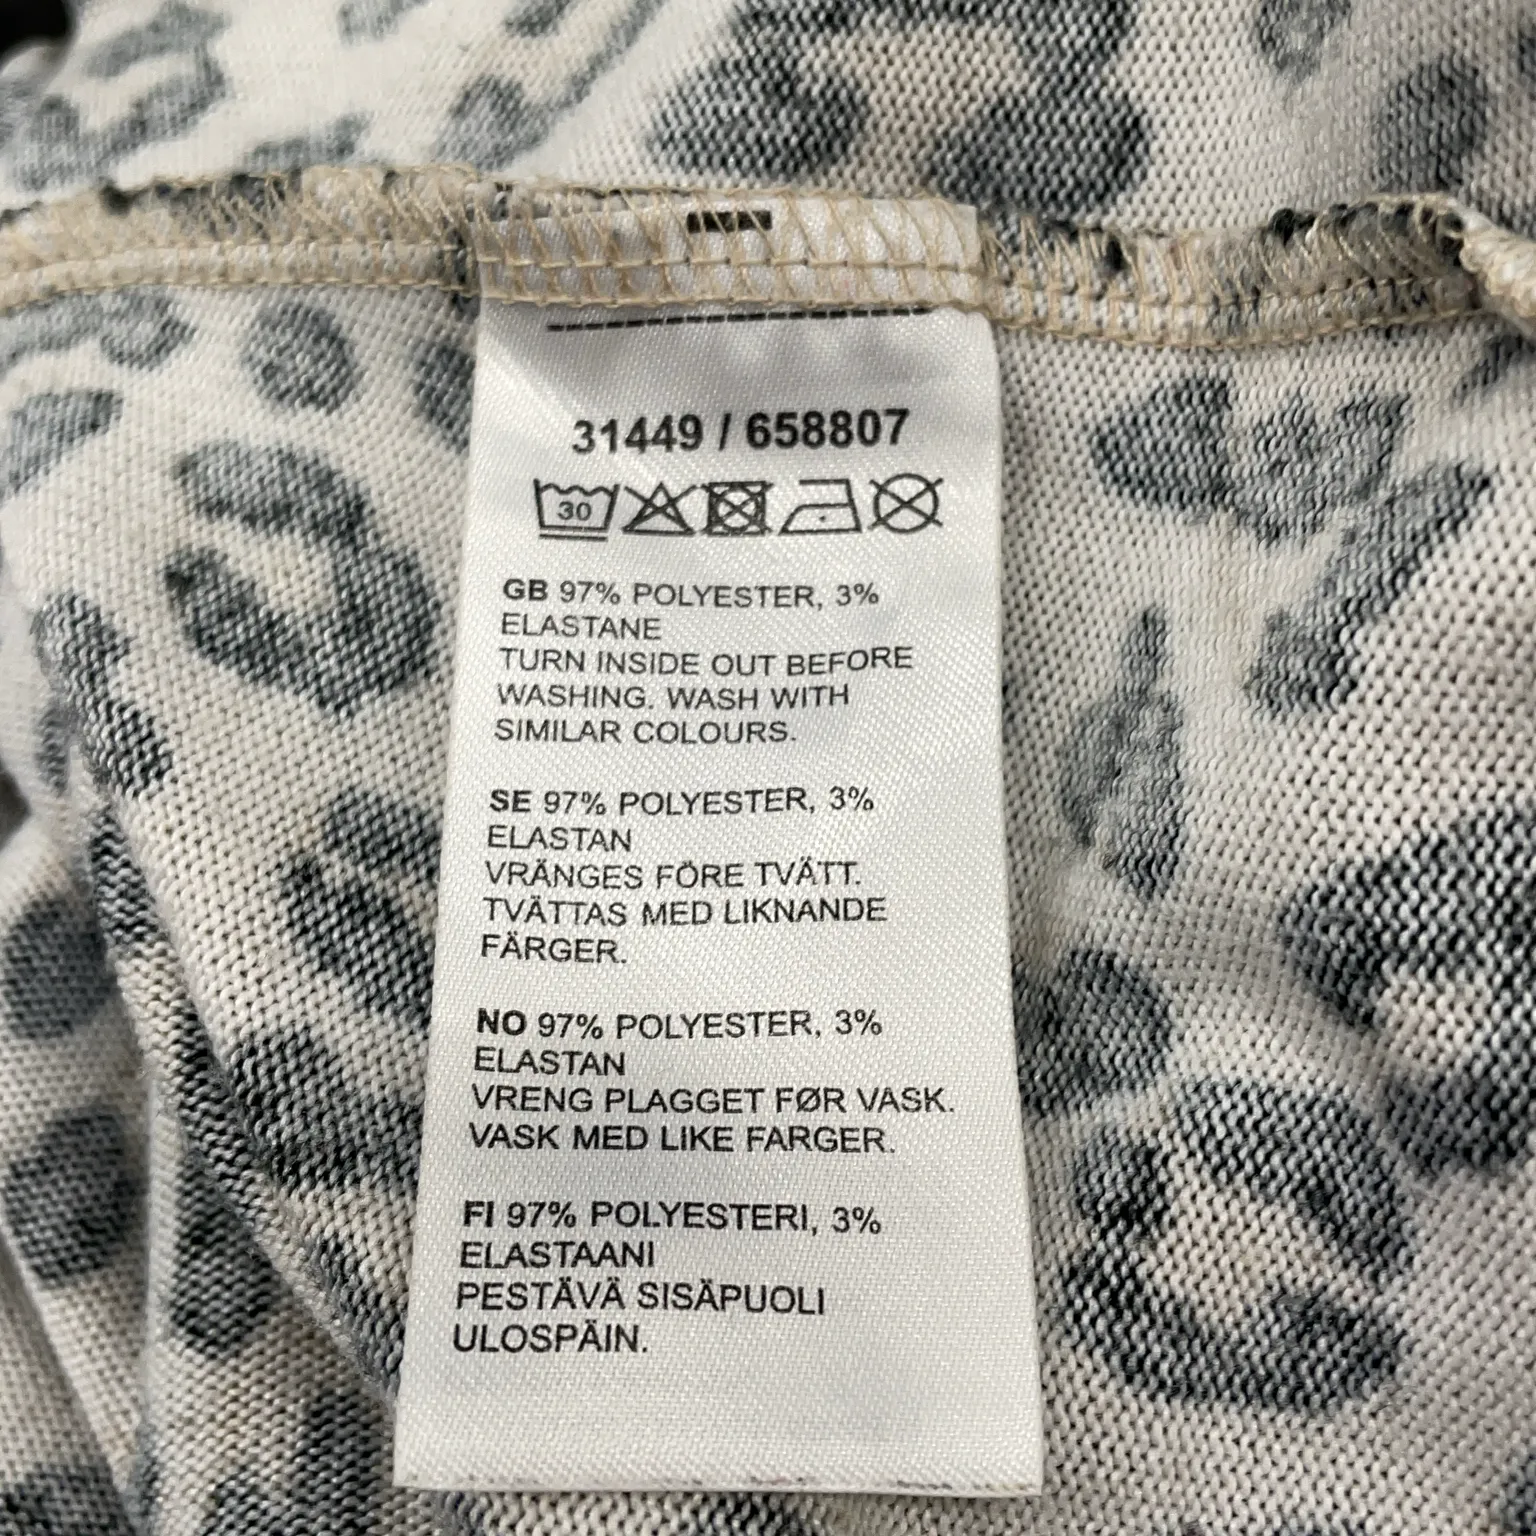 31449 / 658807
30
GB 97% POLYESTER, 3%
ELASTANE
TURN INSIDE OUT BEFORE
WASHING. WASH WITH
SIMILAR COLOURS.
SE 97% POLYESTER, 3%
ELASTAN
VRÄNGES FÖRE TVÄTT.
TVÄTTAS MED LIKNANDE
FÄRGER.
NO 97% POLYESTER, 3%
ELASTAN
VRENG PLAGGET FØR VASK.
VASK MED LIKE FARGER.
FI 97% POLYESTERI, 3%
ELASTAANI
PESTÄVÄ SISÄPUOLI
ULOSPÄIN.